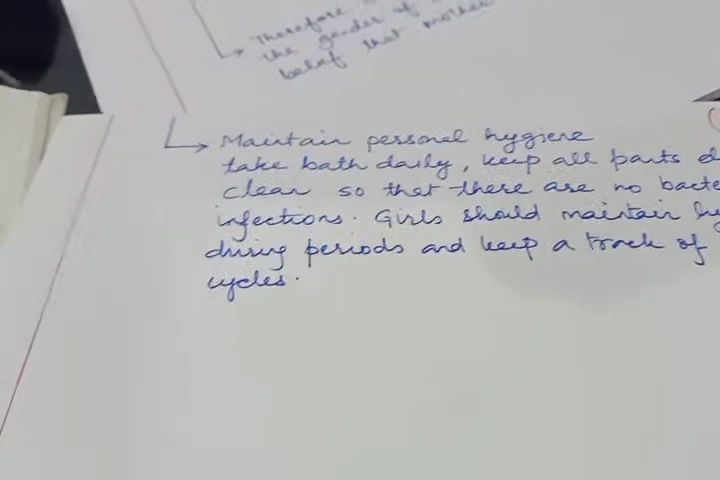 Therefore
the gender of
belief that mother
Maintain personal hygiene
take bath daily, keep all parts
clean so that there are no
infections. Girls should maintain
during periods and keep a track of
cycles.